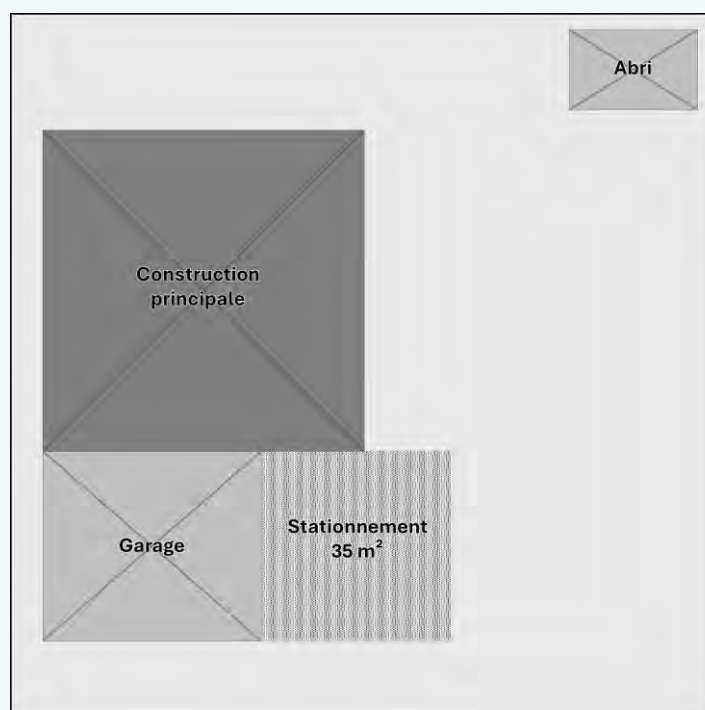 Abri
Construction
principale
Garage
Stationnement
35 m²